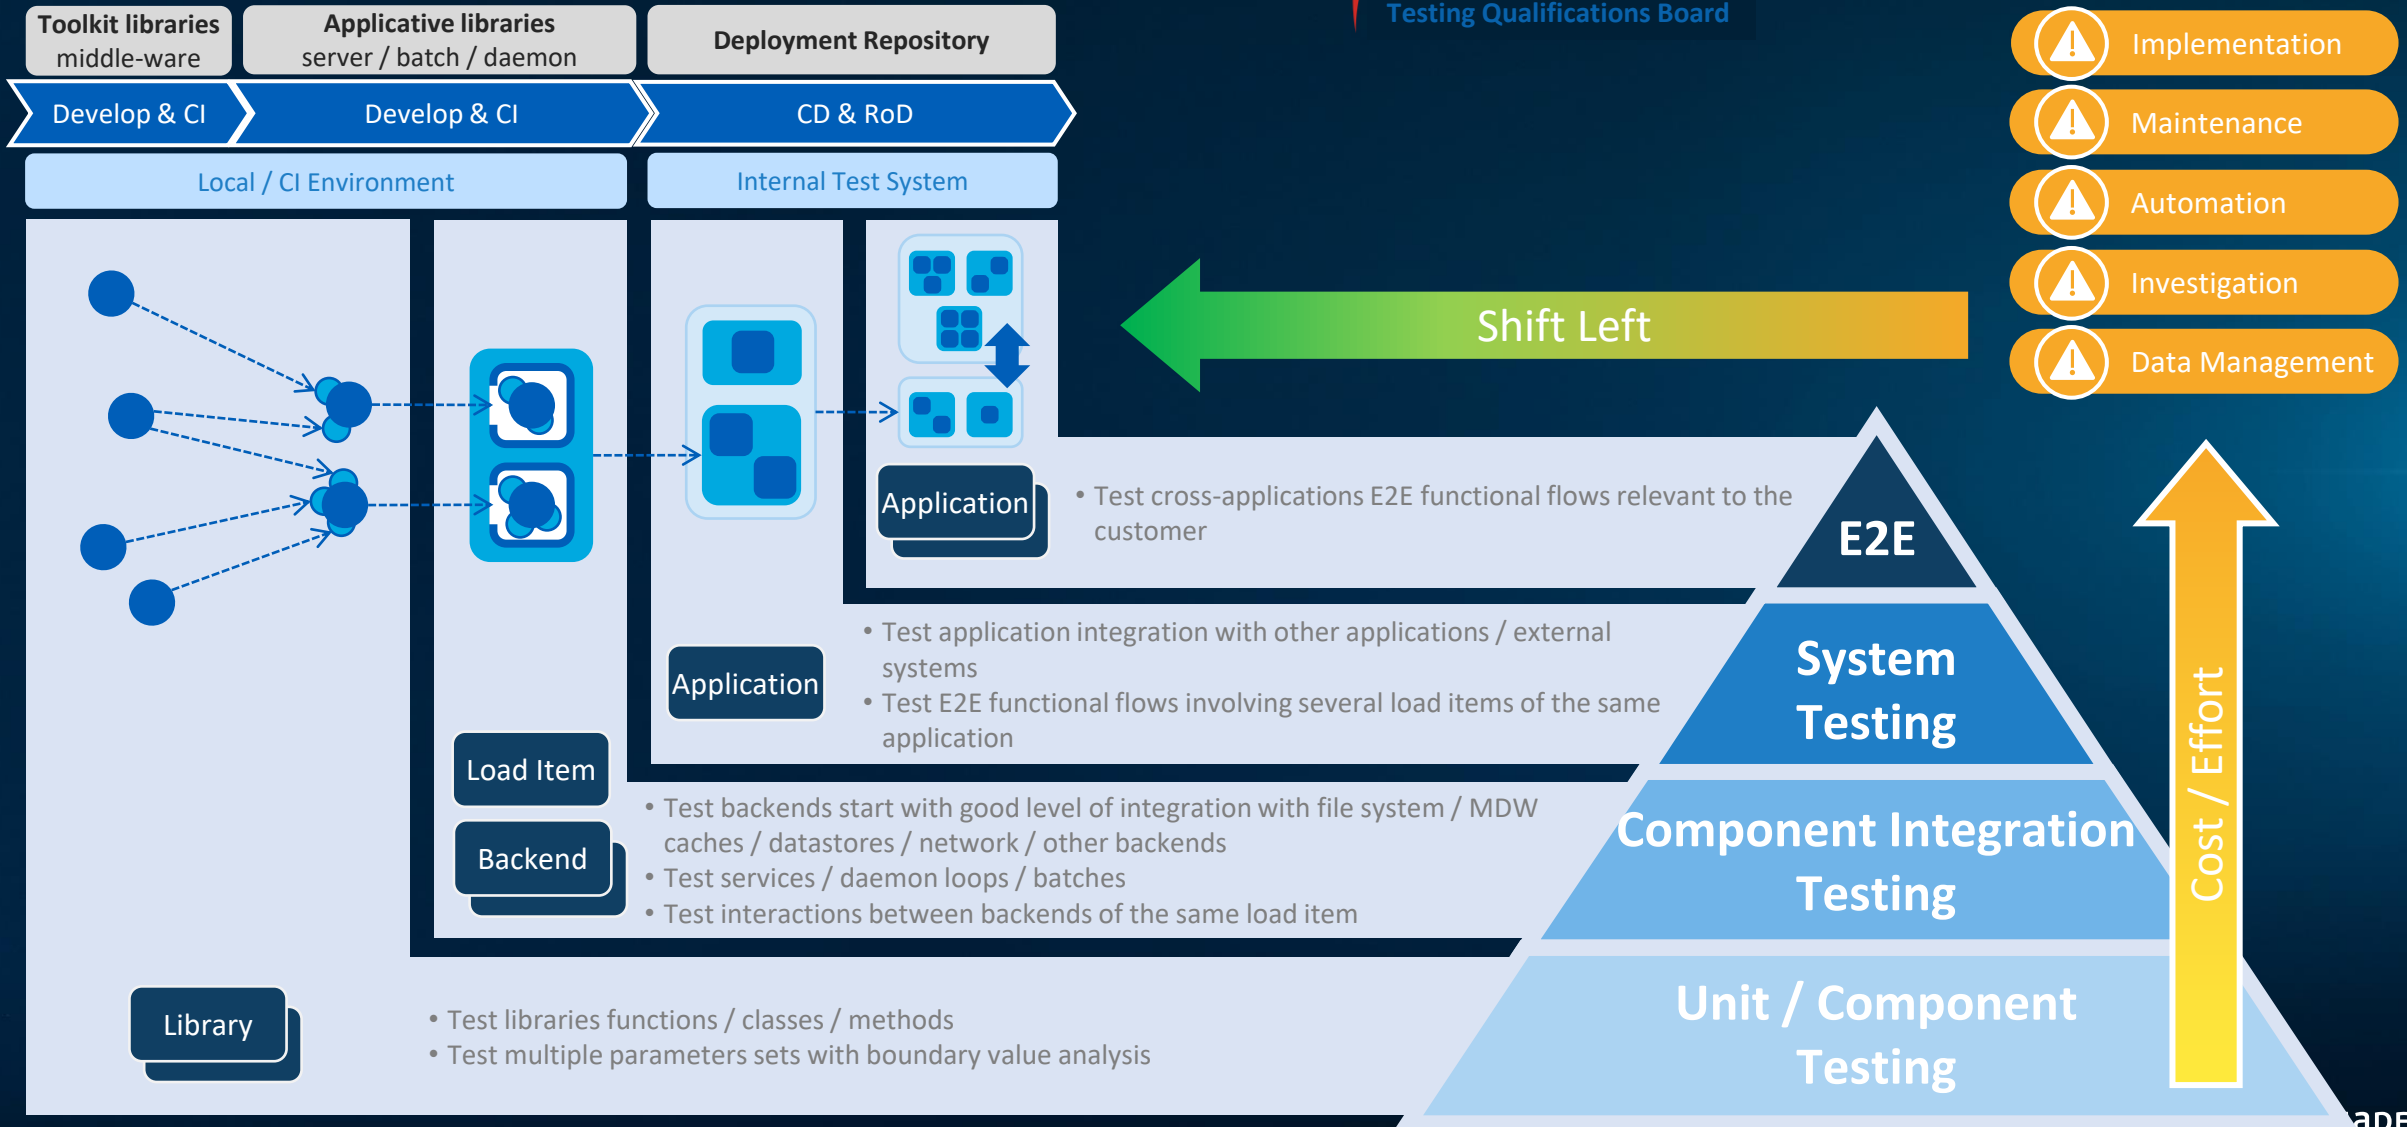 Toolkit libraries
middle-ware
Applicative libraries
server / batch / daemon
Deployment Repository
Testing Qualifications Board
Develop & CI
Develop & CI
CD & RoD
Local / CI Environment
Internal Test System
Implementation
Maintenance
Automation
Investigation
Data Management
Shift Left
Application
• Test cross-applications E2E functional flows relevant to the
customer
E2E
Application
• Test application integration with other applications / external
systems
• Test E2E functional flows involving several load items of the same
application
System
Testing
Load Item
Backend
• Test backends start with good level of integration with file system / MDW
caches / datastores / network / other backends
• Test services / daemon loops / batches
• Test interactions between backends of the same load item
Component Integration
Testing
Library
• Test libraries functions / classes / methods
• Test multiple parameters sets with boundary value analysis
Unit / Component
Testing
Cost / Effort